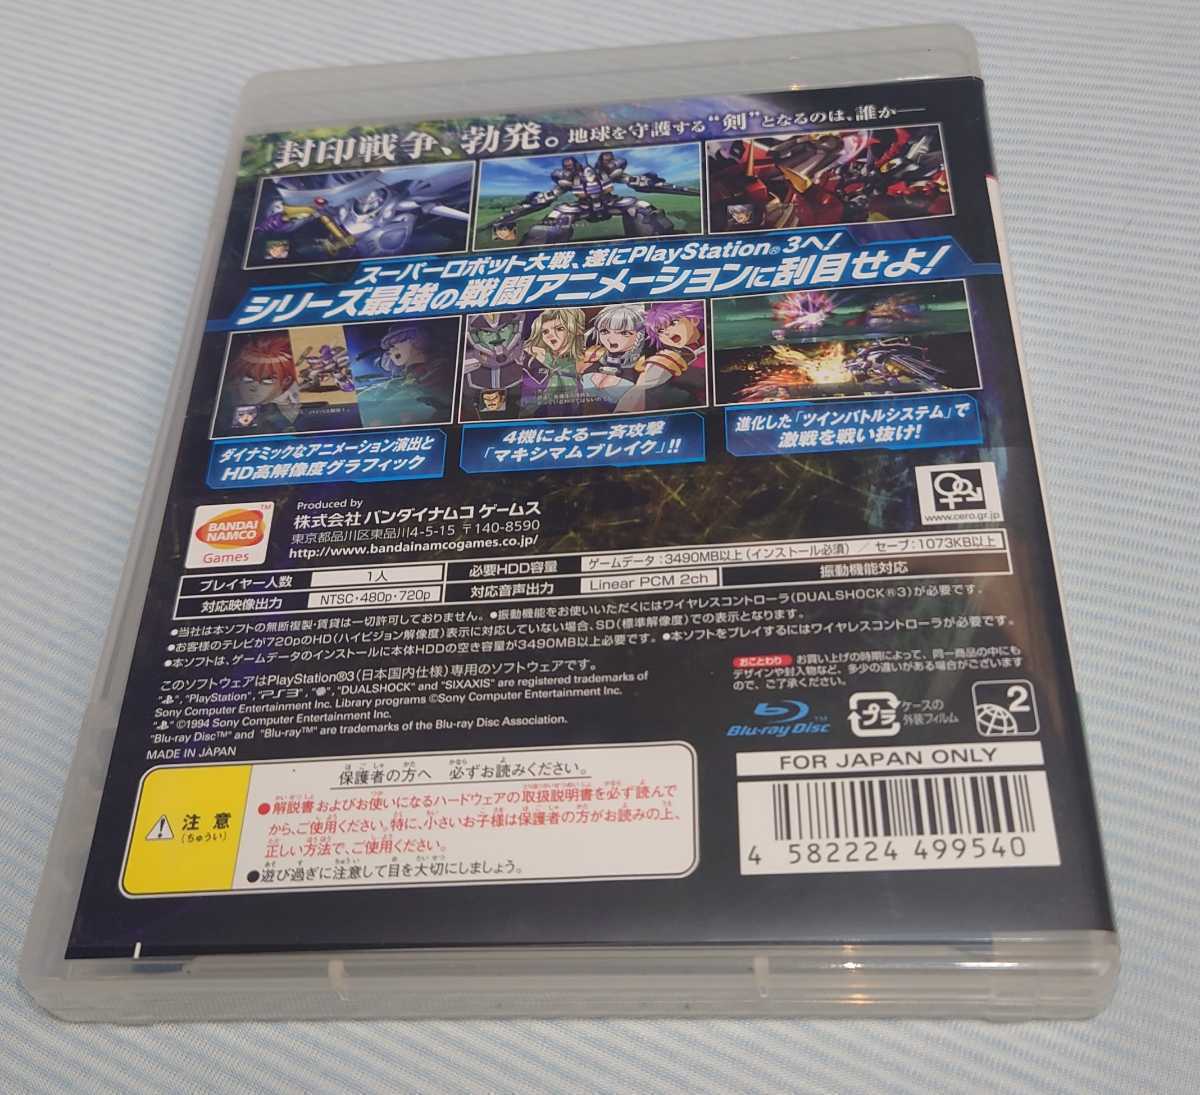 封印戦争、勃発。地球を守護する"剣"となるのは、誰か──
スーパーロボット大戦、遂にPlayStation®3へ!
シリーズ最強の戦闘アニメーションに刮目せよ!
ダイナミックなアニメーション演出と
HD高解像度グラフィック
4機による一斉攻撃
「マキシマムブレイク」!!
進化した「ツインバトルシステム」で
激戦を戦い抜け!
BANDAI
NAMCO
Games
TM
Produced by
株式会社 バンダイナムコ ゲームス
東京都品川区東品川4-5-15 〒140-8590
http://www.bandainamcogames.co.jp/
www.cero.gr.jp
プレイヤー人数
1人
必要HDD容量
ゲームデータ:3490MB以上(インストール必須) / セーブ:1073KB以上
対応映像出力
NTSC・480p・720p
対応音声出力
Linear PCM 2ch
振動機能対応
●当社は本ソフトの無断複製・賃貸は一切許可しておりません。●振動機能をお使いいただくにはワイヤレスコントローラ(DUALSHOCK®3)が必要です。
●お客様のテレビが720pのHD(ハイビジョン解像度)表示に対応していない場合、SD(標準解像度)での表示となります。
●本ソフトは、ゲームデータのインストールに本体HDDの空き容量が3490MB以上必要です。●本ソフトをプレイするにはワイヤレスコントローラが必要です。
このソフトウェアはPlayStation®3(日本国内仕様)専用のソフトウェアです。
"", "PlayStation", "PS3", "", "DUALSHOCK" and "SIXAXIS" are registered trademarks of
Sony Computer Entertainment Inc. Library programs ©Sony Computer Entertainment Inc.
"" ©1994 Sony Computer Entertainment Inc.
"Blu-ray Disc™" and "Blu-ray™" are trademarks of the Blu-ray Disc Association.
MADE IN JAPAN
おことわり お買い上げの時期によって、同一商品の中にも
デザインや封入物など、多少の違いがある場合がございます
ので、ご了承ください。
Blu-ray Disc™
プラ
ケースの
外装フィルム
2
FOR JAPAN ONLY
4 582224 499540
注意
(ちゅうい)
保護者の方へ 必ずお読みください。
●解説書およびお使いになるハードウェアの取扱説明書を必ず読んで
から、ご使用ください。特に、小さいお子様は保護者の方がお読みの上、
正しい方法で、ご使用ください。
●遊び過ぎに注意して目を大切にしましょう。